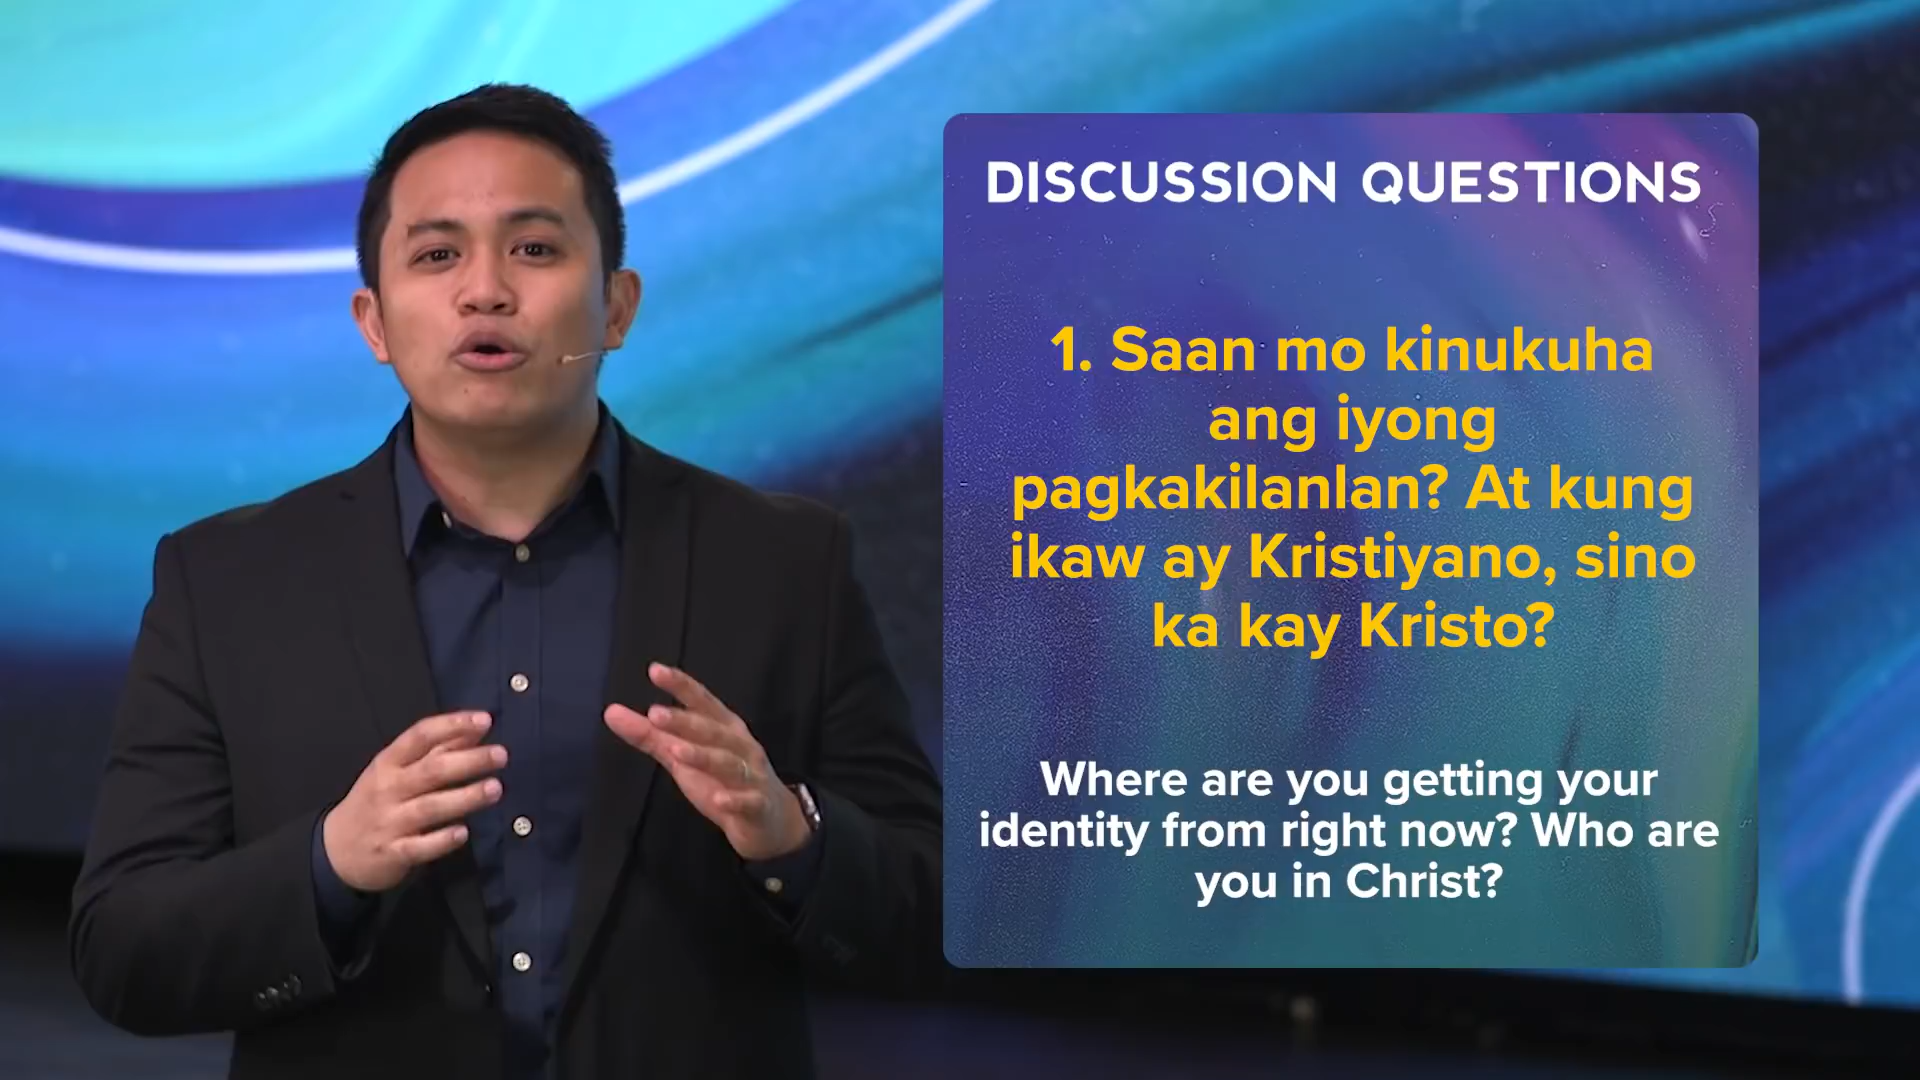 DISCUSSION QUESTIONS
1. Saan mo kinukuha
ang iyong
pagkakilanlan? At kung
ikaw ay Kristiyano, sino
ka kay Kristo?
Where are you getting your
identity from right now? Who are
you in Christ?